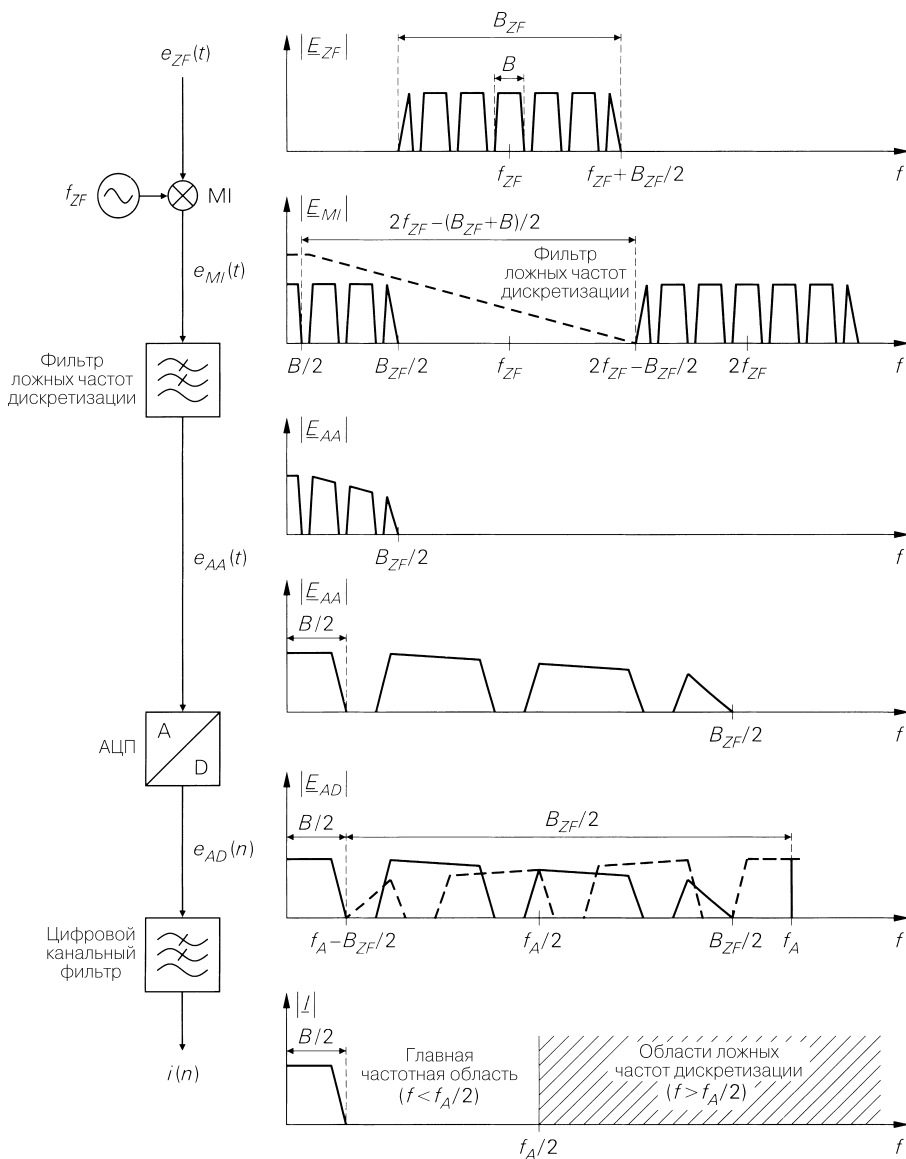 e_ZF(t)
f_ZF
MI
e_MI(t)
Фильтр
ложных частот
дискретизации
e_AA(t)
АЦП
A
D
e_AD(n)
Цифровой
канальный
фильтр
i(n)
|E_ZF|
B_ZF
B
f_ZF
f_ZF+B_ZF/2
f
|E_MI|
2f_ZF–(B_ZF+B)/2
Фильтр
ложных частот
дискретизации
B/2
B_ZF/2
f_ZF
2f_ZF–B_ZF/2
2f_ZF
f
|E_AA|
B_ZF/2
f
|E_AA|
B/2
B_ZF/2
f
|E_AD|
B/2
B_ZF/2
f_A–B_ZF/2
f_A/2
B_ZF/2
f_A
f
|I|
B/2
Главная
частотная область
(f<f_A/2)
Области ложных
частот дискретизации
(f>f_A/2)
f_A/2
f